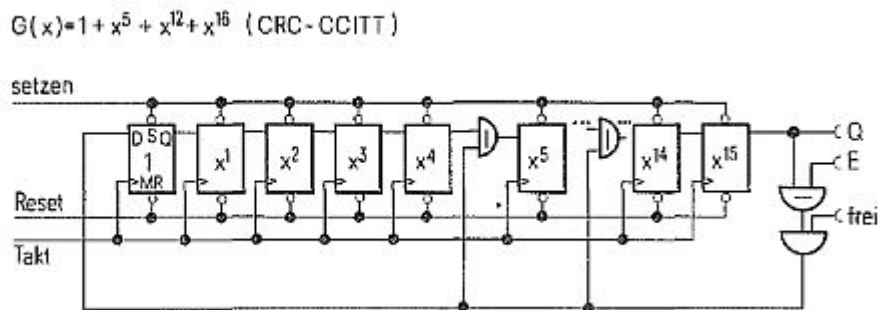 G(x)=1+x⁵+x¹²+x¹⁶ (CRC-CCITT)
setzen
D S Q
1
MR
x¹
x²
x³
x⁴
x⁵
x¹⁴
x¹⁵
Q
E
frei
Reset
Takt